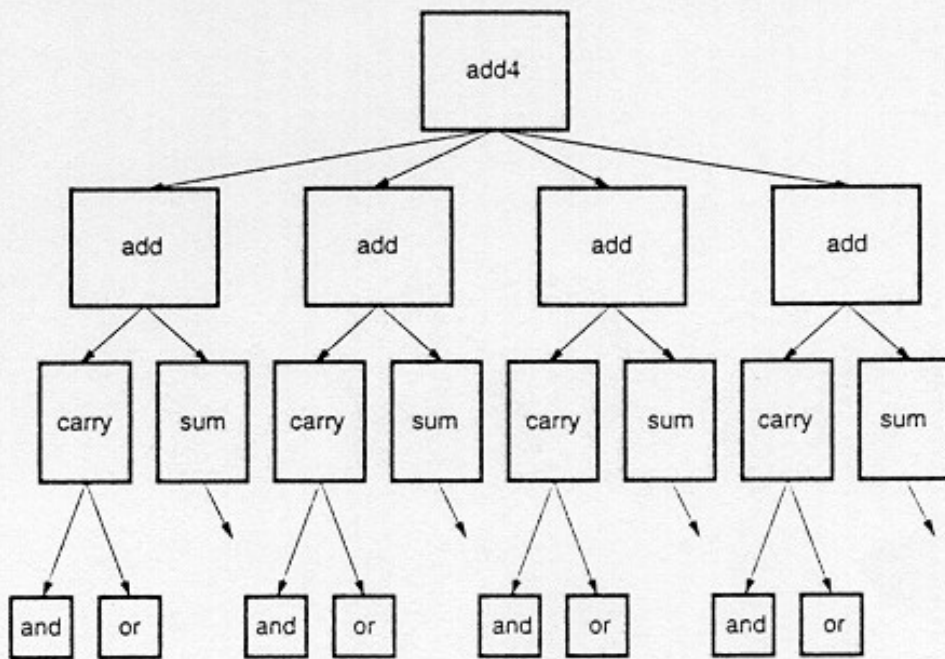 add4
add add add add
carry sum carry sum carry sum carry sum
and or and or and or and or